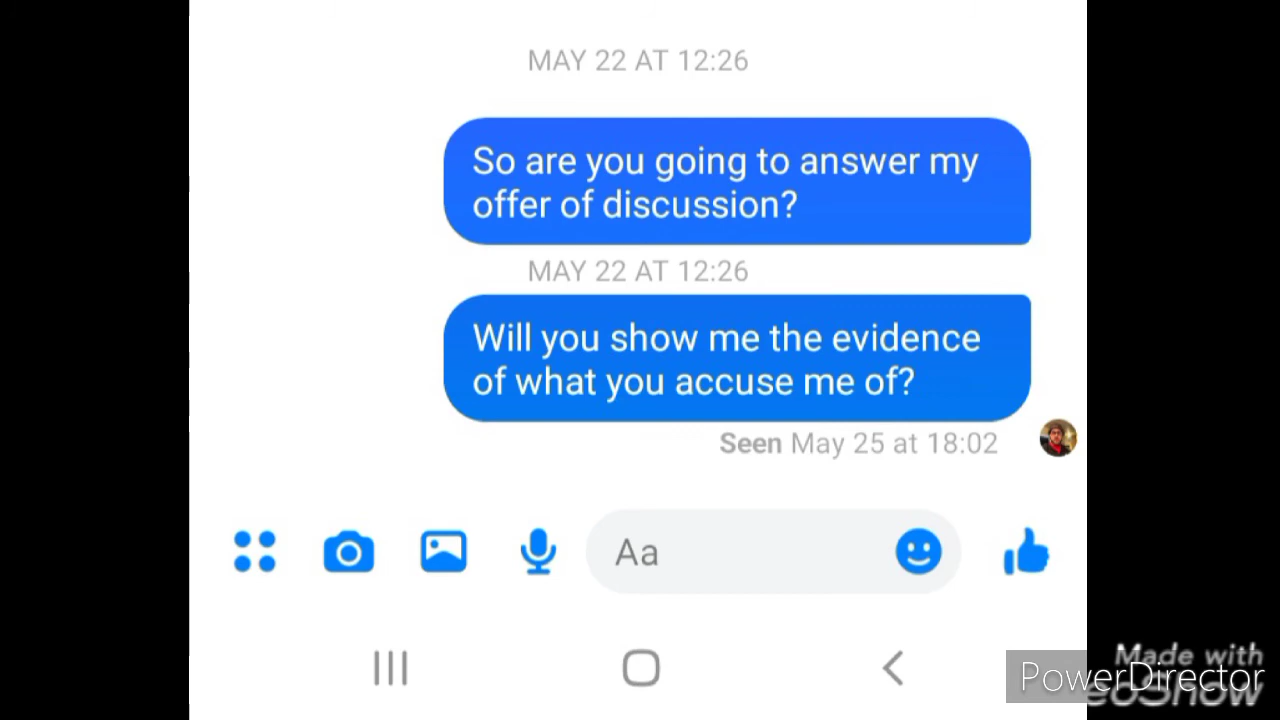 MAY 22 AT 12:26
So are you going to answer my
offer of discussion?
MAY 22 AT 12:26
Will you show me the evidence
of what you accuse me of?
Seen May 25 at 18:02
Aa
Made with
PowerDirector